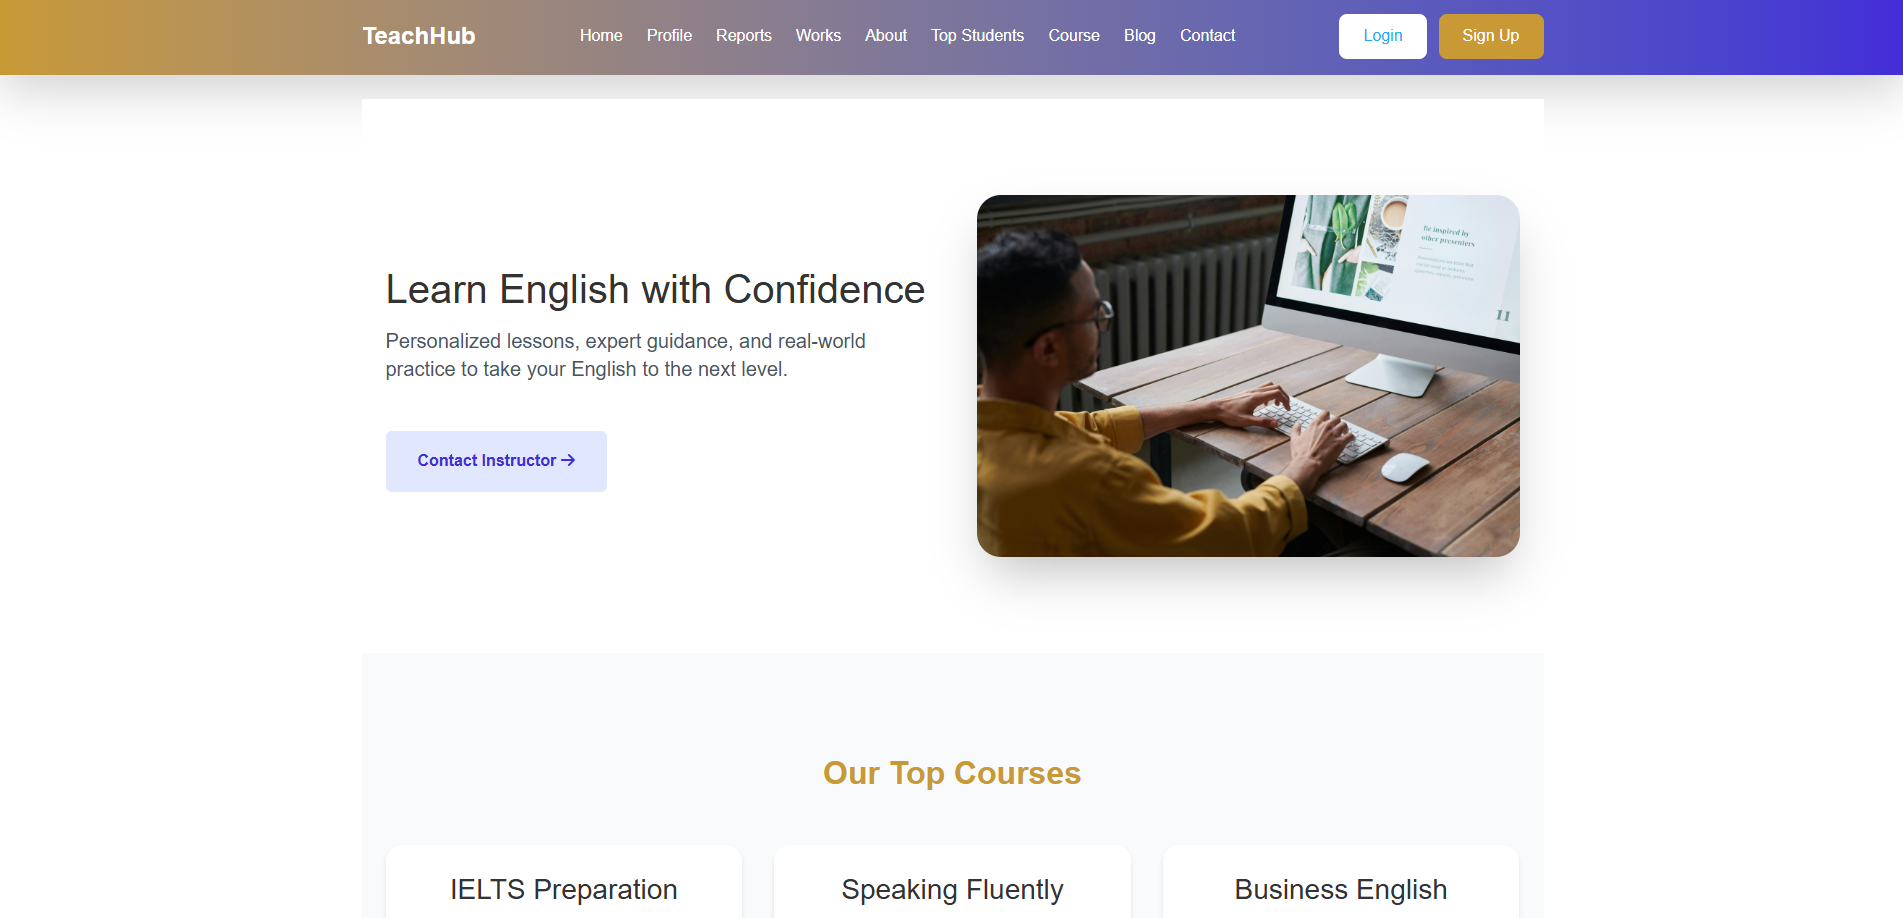 TeachHub
Home Profile Reports Works About Top Students Course Blog Contact
Login
Sign Up
Learn English with Confidence
Personalized lessons, expert guidance, and real-world
practice to take your English to the next level.
Contact Instructor →
Be inspired by
other presenters
11
Our Top Courses
IELTS Preparation
Speaking Fluently
Business English